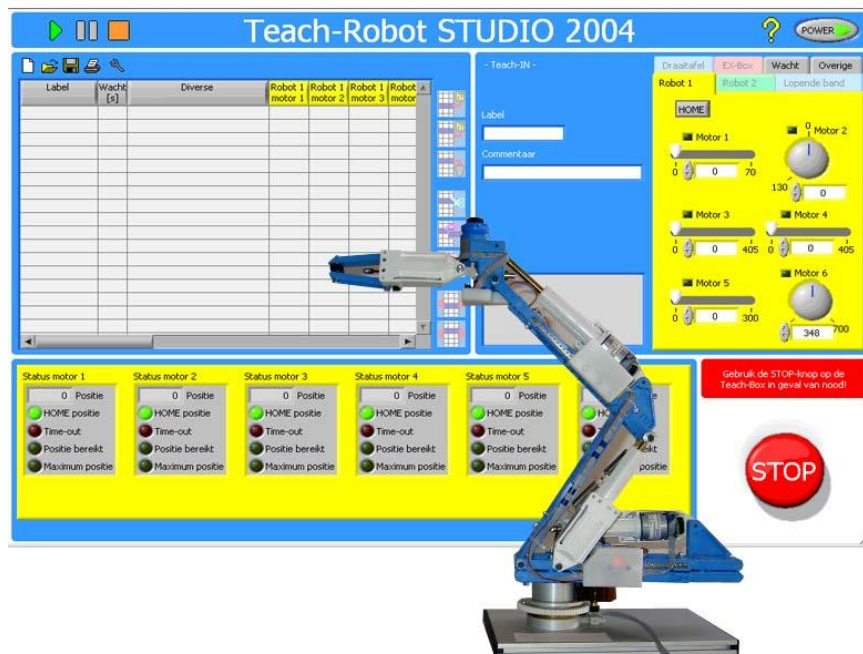 Teach-Robot STUDIO 2004
?
POWER
Label
Wacht
[s]
Diverse
Robot 1
motor 1
Robot 1
motor 2
Robot 1
motor 3
Robot
motor
- Teach-IN -
Label
Commentaar
Draaitafel
EX-Box
Wacht
Overige
Robot 1
Robot 2
Lopende band
HOME
Motor 1
0
0
70
Motor 2
0
130
0
Motor 3
0
0
405
Motor 4
0
0
405
Motor 5
0
0
300
Motor 6
700
348
Status motor 1
0 Positie
HOME positie
Time-out
Positie bereikt
Maximum positie
Status motor 2
0 Positie
HOME positie
Time-out
Positie bereikt
Maximum positie
Status motor 3
0 Positie
HOME positie
Time-out
Positie bereikt
Maximum positie
Status motor 4
0 Positie
HOME positie
Time-out
Positie bereikt
Maximum positie
Status motor 5
0 Positie
HOME positie
Time-out
Positie bereikt
Maximum positie
positie
Gebruik de STOP-knop op de
Teach-Box in geval van nood!
STOP